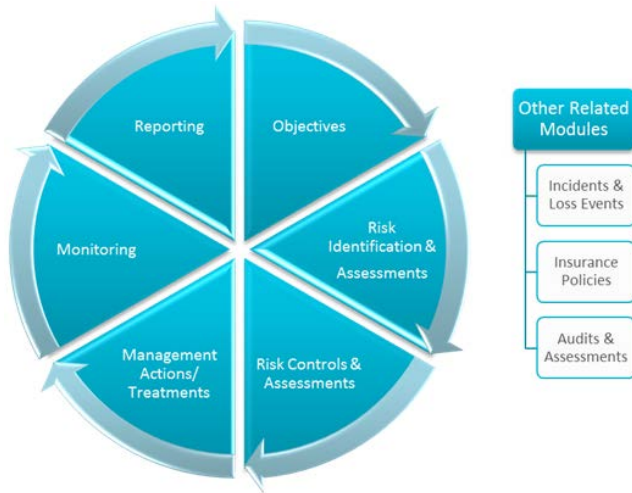 Reporting
Objectives
Risk
Identification &
Assessments
Risk Controls &
Assessments
Management
Actions/
Treatments
Monitoring
Other Related
Modules
Incidents &
Loss Events
Insurance
Policies
Audits &
Assessments